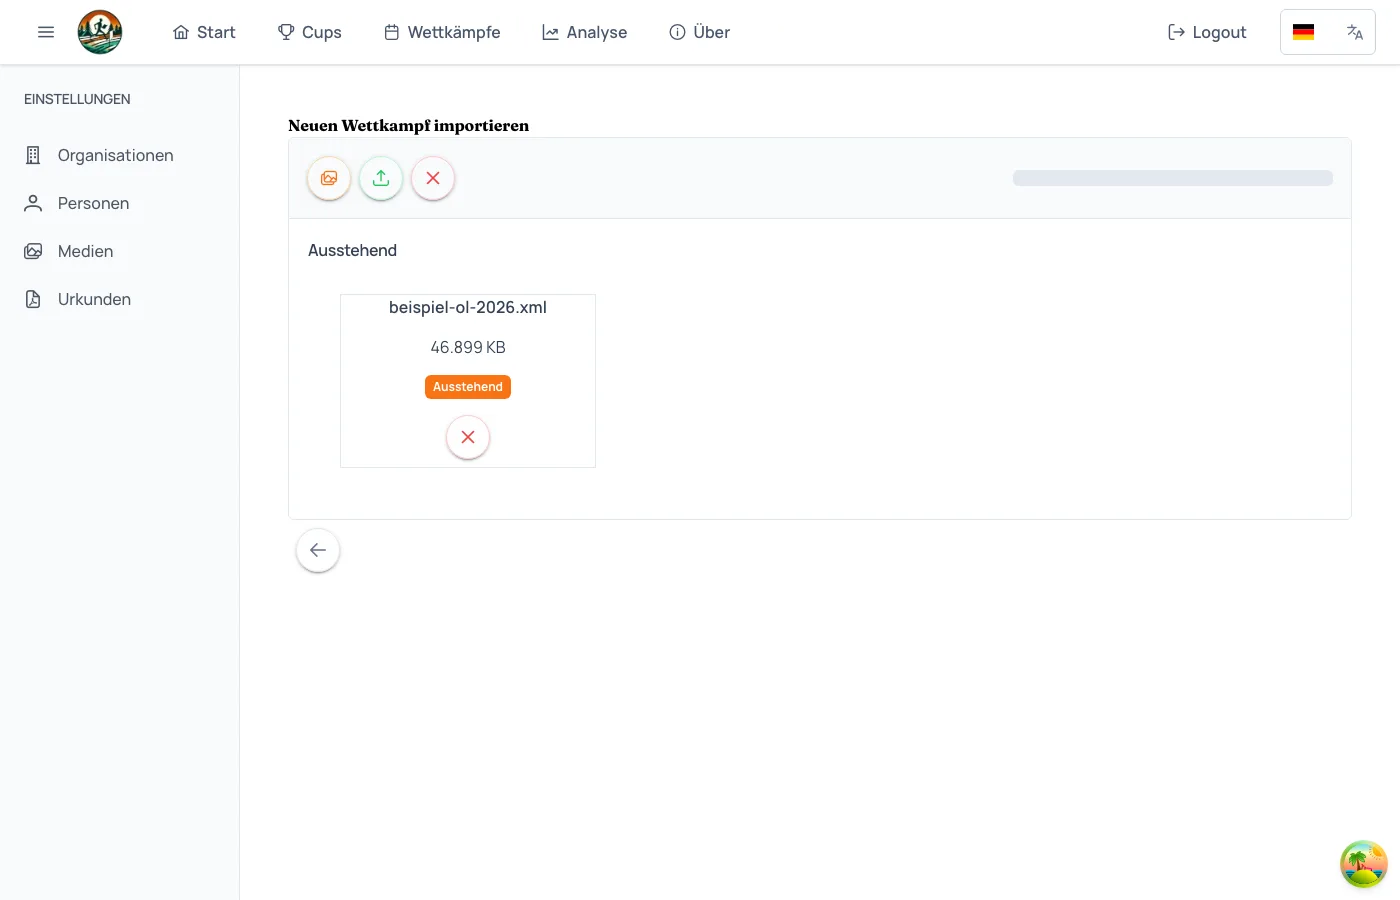 Start
Cups
Wettkämpfe
Analyse
Über
Logout
EINSTELLUNGEN
Organisationen
Personen
Medien
Urkunden
Neuen Wettkampf importieren
Ausstehend
beispiel-ol-2026.xml
46.899 KB
Ausstehend